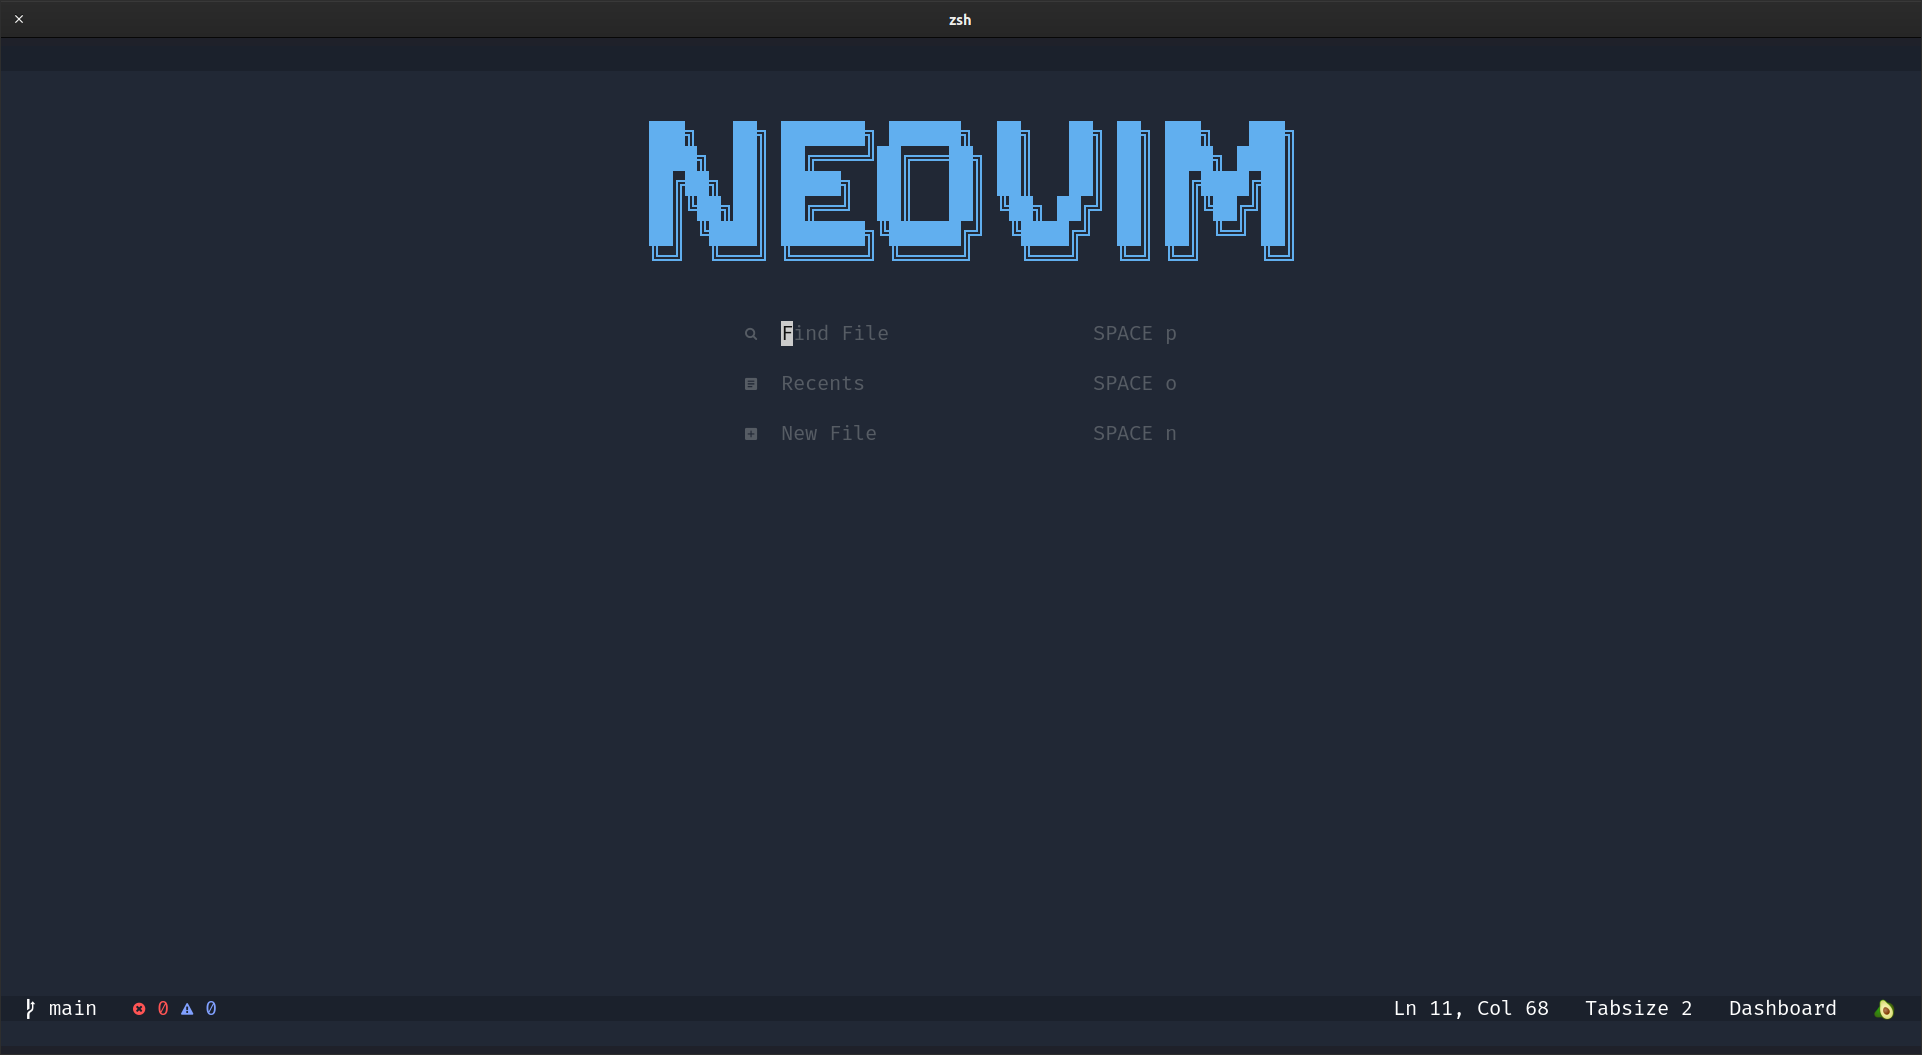 zsh
NEOVIM
Find File SPACE p
Recents SPACE o
New File SPACE n
main 0 0 Ln 11, Col 68 Tabsize 2 Dashboard